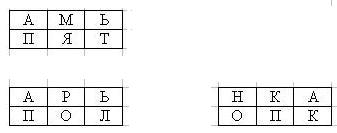 А М Ь
П Я Т
А Р Ь
П О Л
Н К А
О П К